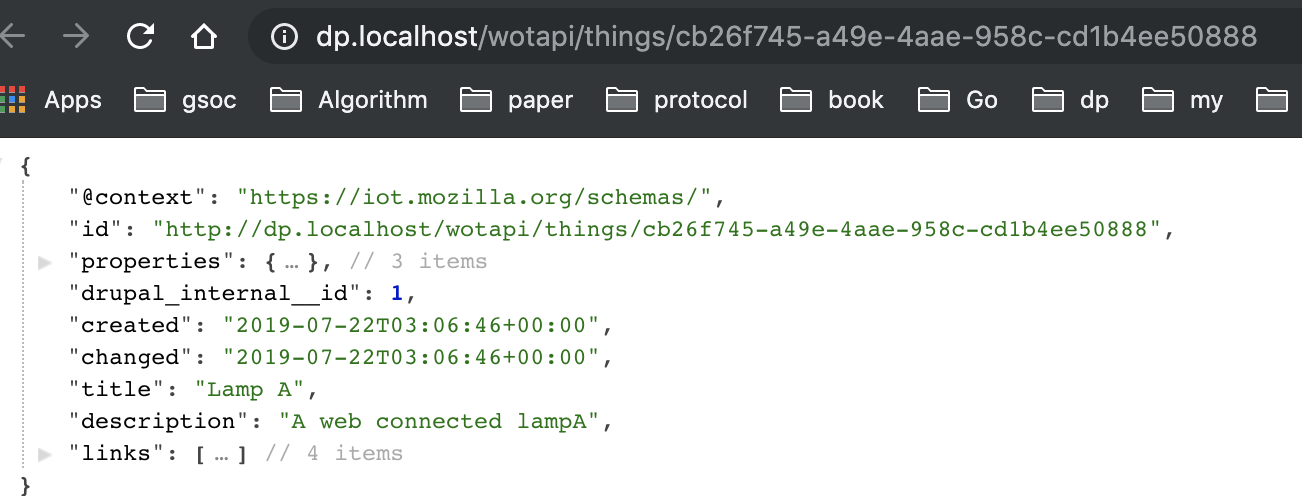 dp.localhost/wotapi/things/cb26f745-a49e-4aae-958c-cd1b4ee50888
Apps gsoc Algorithm paper protocol book Go dp my
{
"@context": "https://iot.mozilla.org/schemas/",
"id": "http://dp.localhost/wotapi/things/cb26f745-a49e-4aae-958c-cd1b4ee50888",
"properties": { … }, // 3 items
"drupal_internal__id": 1,
"created": "2019-07-22T03:06:46+00:00",
"changed": "2019-07-22T03:06:46+00:00",
"title": "Lamp A",
"description": "A web connected lampA",
"links": [ … ] // 4 items
}